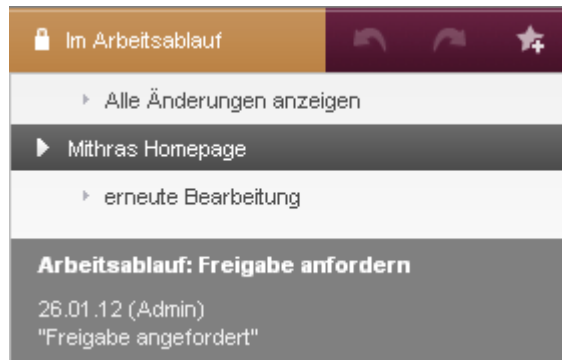 Im Arbeitsablauf
Alle Änderungen anzeigen
Mithras Homepage
erneute Bearbeitung
Arbeitsablauf: Freigabe anfordern
26.01.12 (Admin)
"Freigabe angefordert"